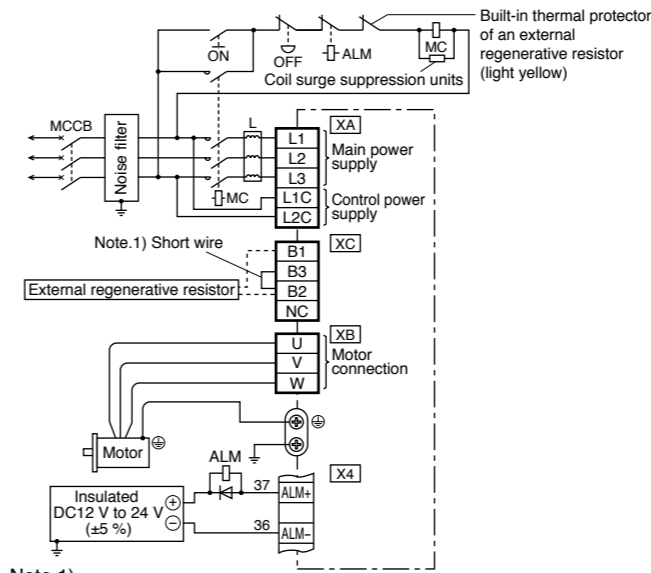 Built-in thermal protector
of an external
regenerative resistor
(light yellow)
ON
OFF
ALM
MC
Coil surge suppression units
MCCB
Noise filter
L
MC
XA
L1
L2
L3
L1C
L2C
Main power
supply
Control power
supply
Note.1) Short wire
External regenerative resistor
XC
B1
B3
B2
NC
XB
U
V
W
Motor
connection
Motor
ALM
X4
37
ALM+
36
ALM−
Insulated
DC12 V to 24 V
(±5 %)
+
−
Note 1)